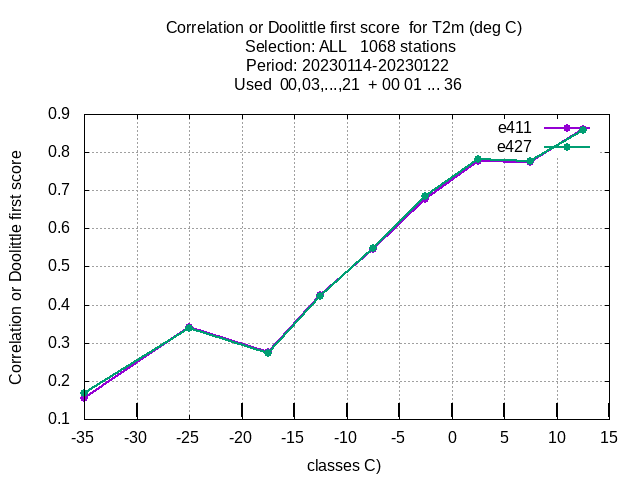 Correlation or Doolittle first score  for T2m (deg C)
Selection: ALL   1068 stations
Period: 20230114-20230122
Used  00,03,...,21  + 00 01 ... 36
Correlation or Doolittle first score
0.9
0.8
0.7
0.6
0.5
0.4
0.3
0.2
0.1
e411
e427
-35 -30 -25 -20 -15 -10 -5 0 5 10 15
classes C)